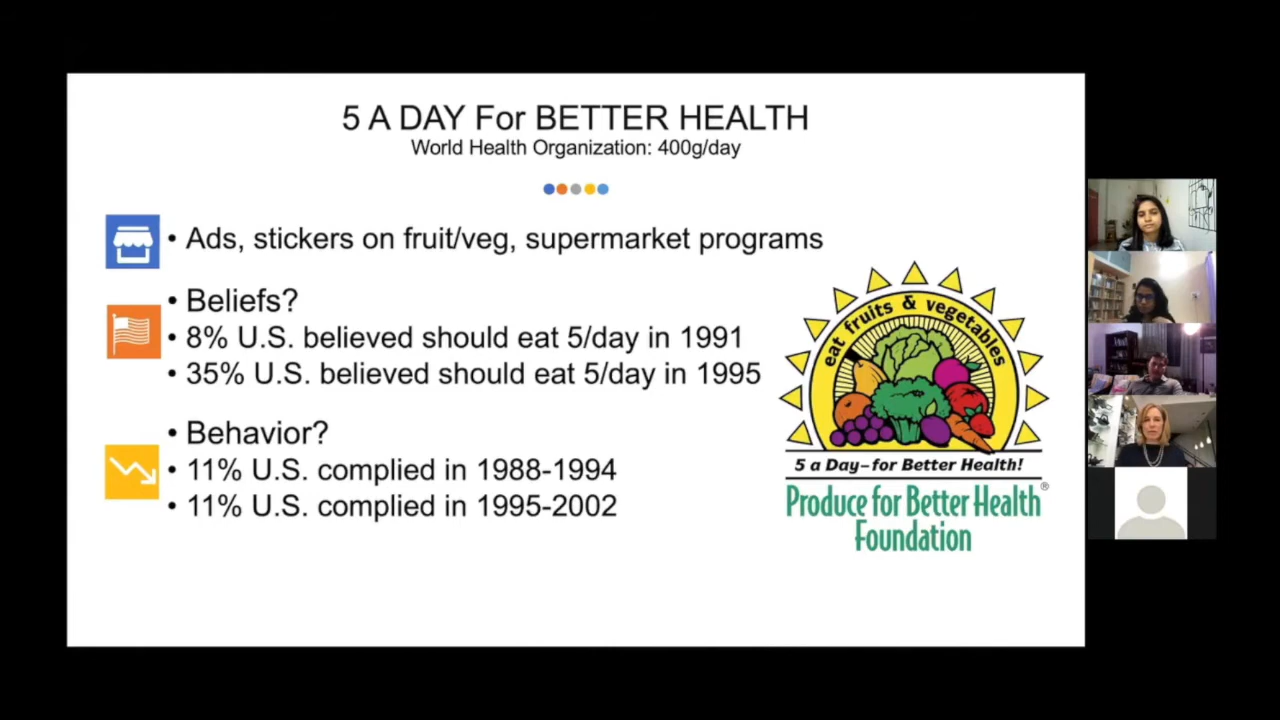 5 A DAY For BETTER HEALTH
World Health Organization: 400g/day
• Ads, stickers on fruit/veg, supermarket programs
• Beliefs?
• 8% U.S. believed should eat 5/day in 1991
• 35% U.S. believed should eat 5/day in 1995
• Behavior?
• 11% U.S. complied in 1988-1994
• 11% U.S. complied in 1995-2002
eat fruits & vegetables
5 a Day–for Better Health!
Produce for Better Health®
Foundation